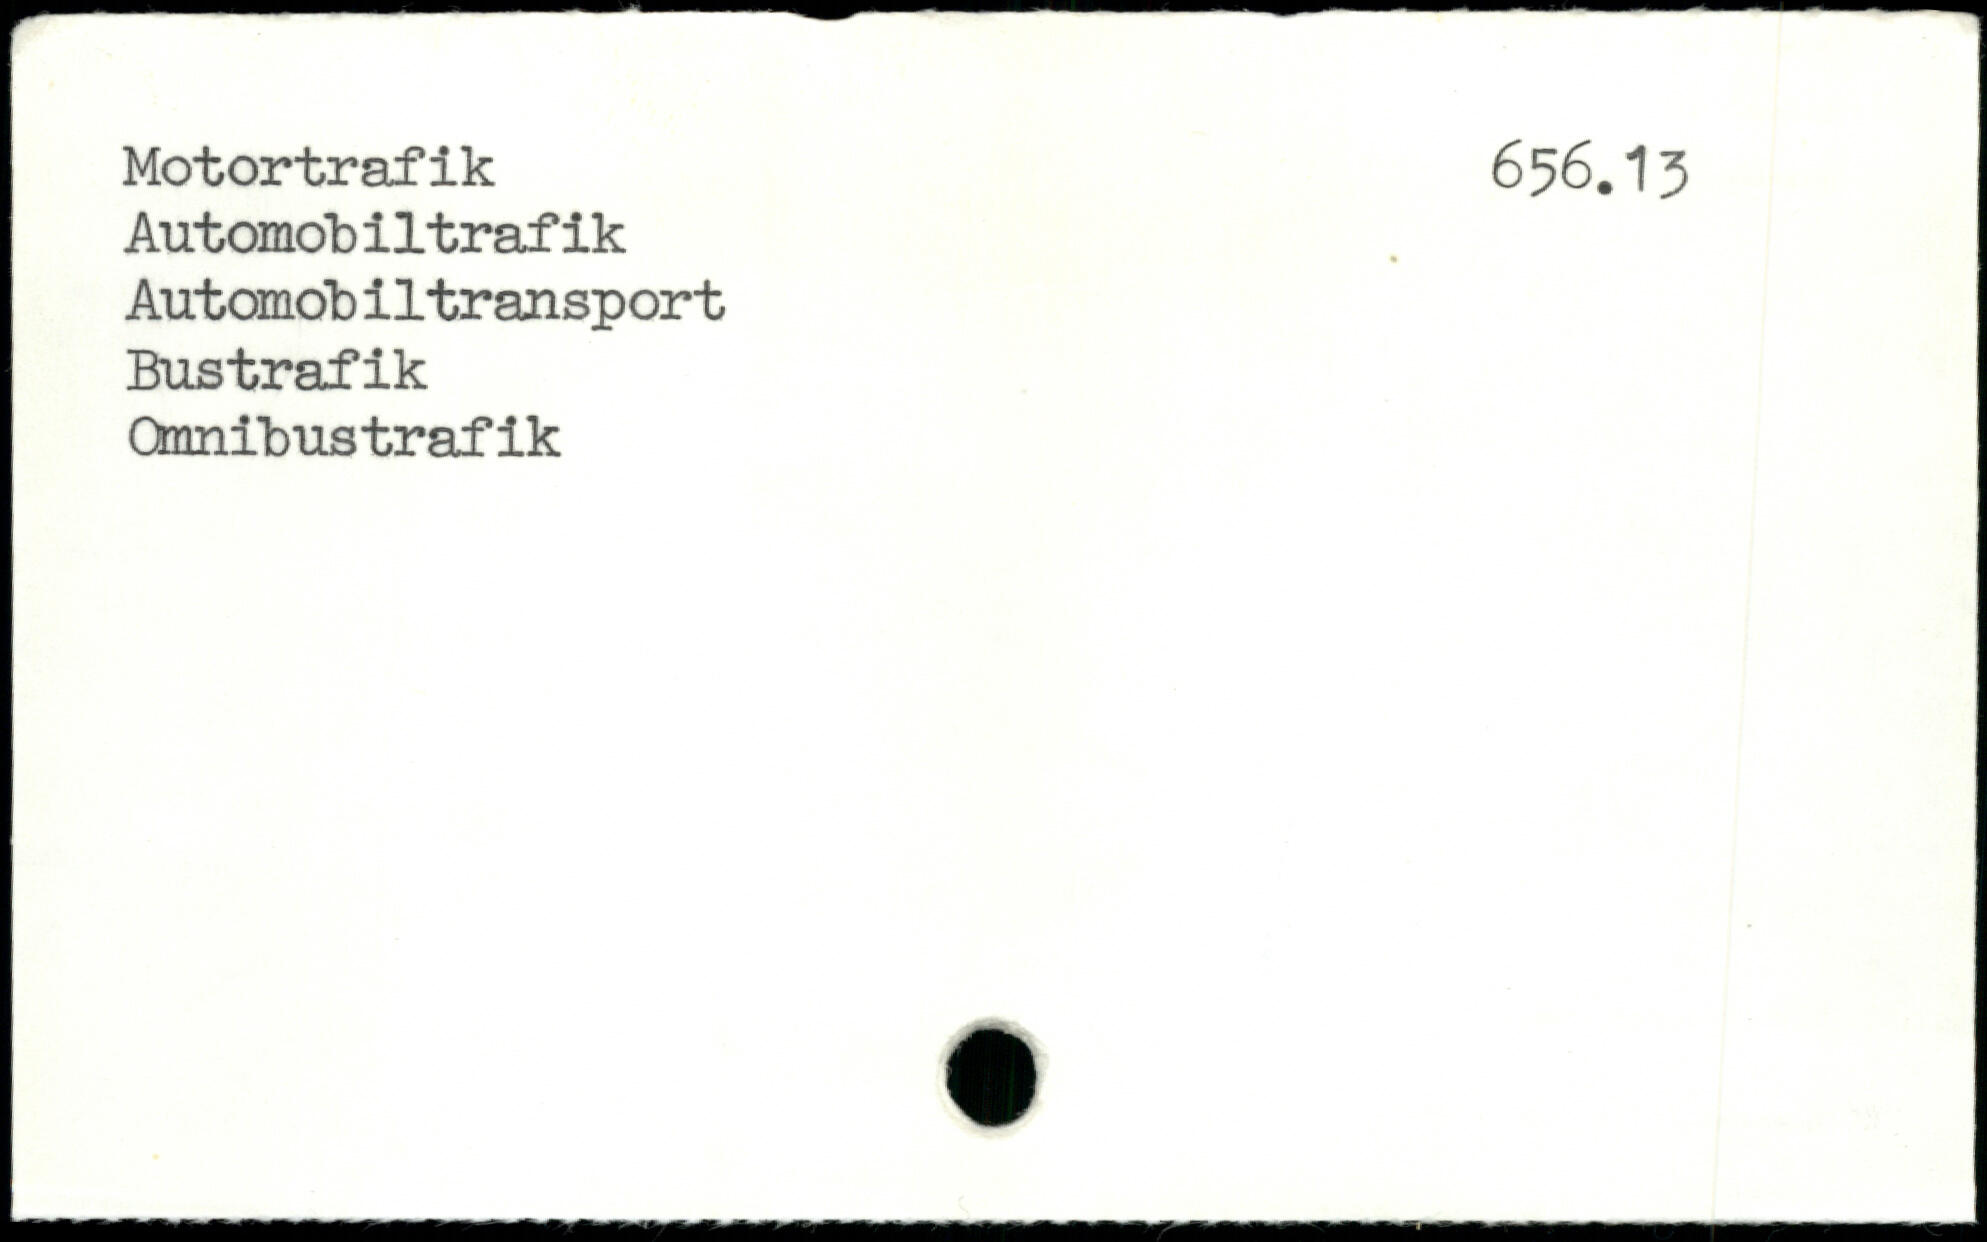 Motortrafik 656.13
Automobiltrafik
Automobiltransport
Bustrafik
Omnibustrafik